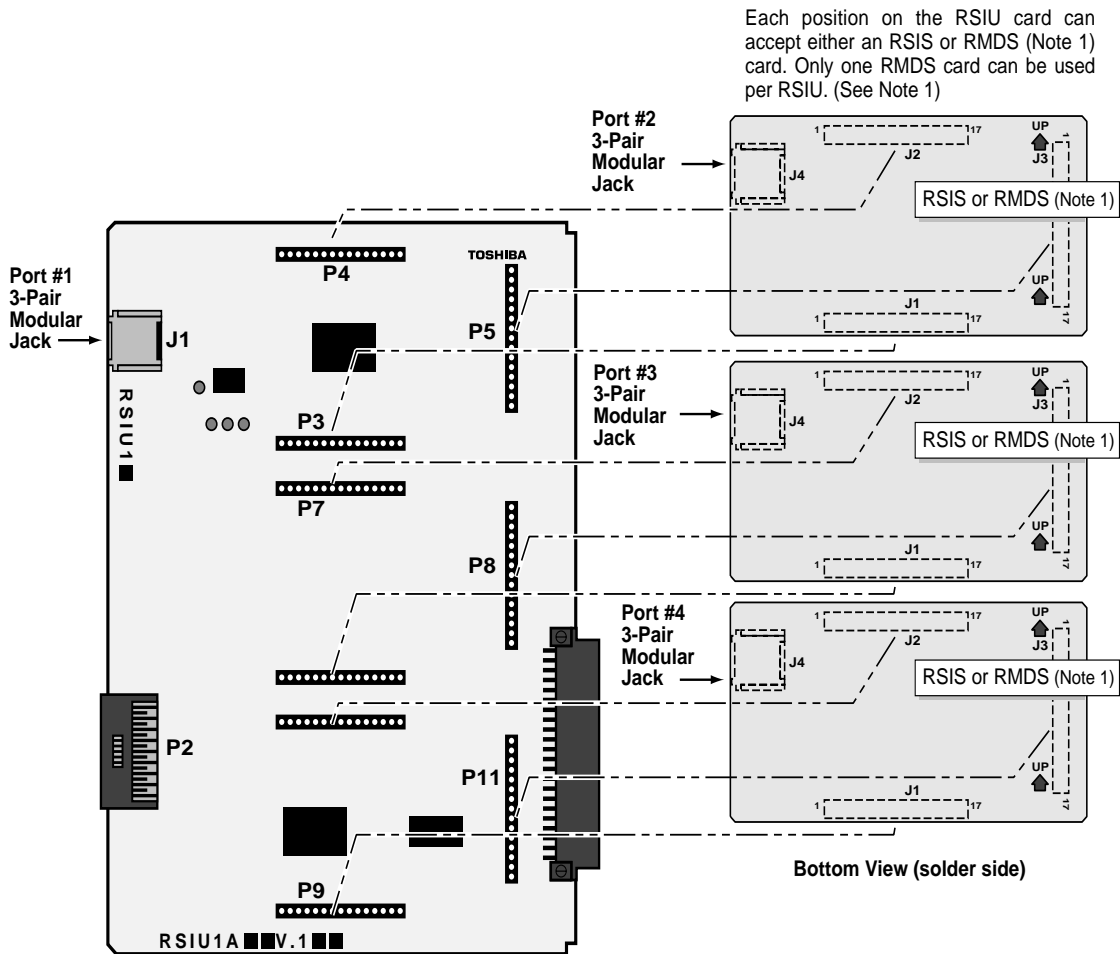 Each position on the RSIU card can
accept either an RSIS or RMDS (Note 1)
card. Only one RMDS card can be used
per RSIU. (See Note 1)
Port #2
3-Pair
Modular
Jack
1
17
J2
UP
J3
1
J4
RSIS or RMDS (Note 1)
UP
J1
1
17
17
Port #1
3-Pair
Modular
Jack
J1
P4
TOSHIBA
P5
P3
RSIU1
P7
Port #3
3-Pair
Modular
Jack
1
17
J2
UP
J3
1
J4
RSIS or RMDS (Note 1)
UP
J1
1
17
17
P8
Port #4
3-Pair
Modular
Jack
1
17
J2
UP
J3
1
J4
RSIS or RMDS (Note 1)
UP
J1
1
17
17
P2
P11
P9
RSIU1A V.1
Bottom View (solder side)